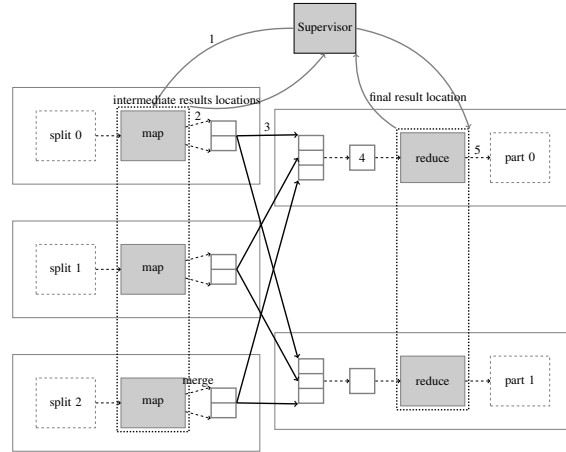 Supervisor
1
intermediate results locations
final result location
split 0
map
2
3
4
reduce
5
part 0
split 1
map
merge
split 2
map
reduce
part 1